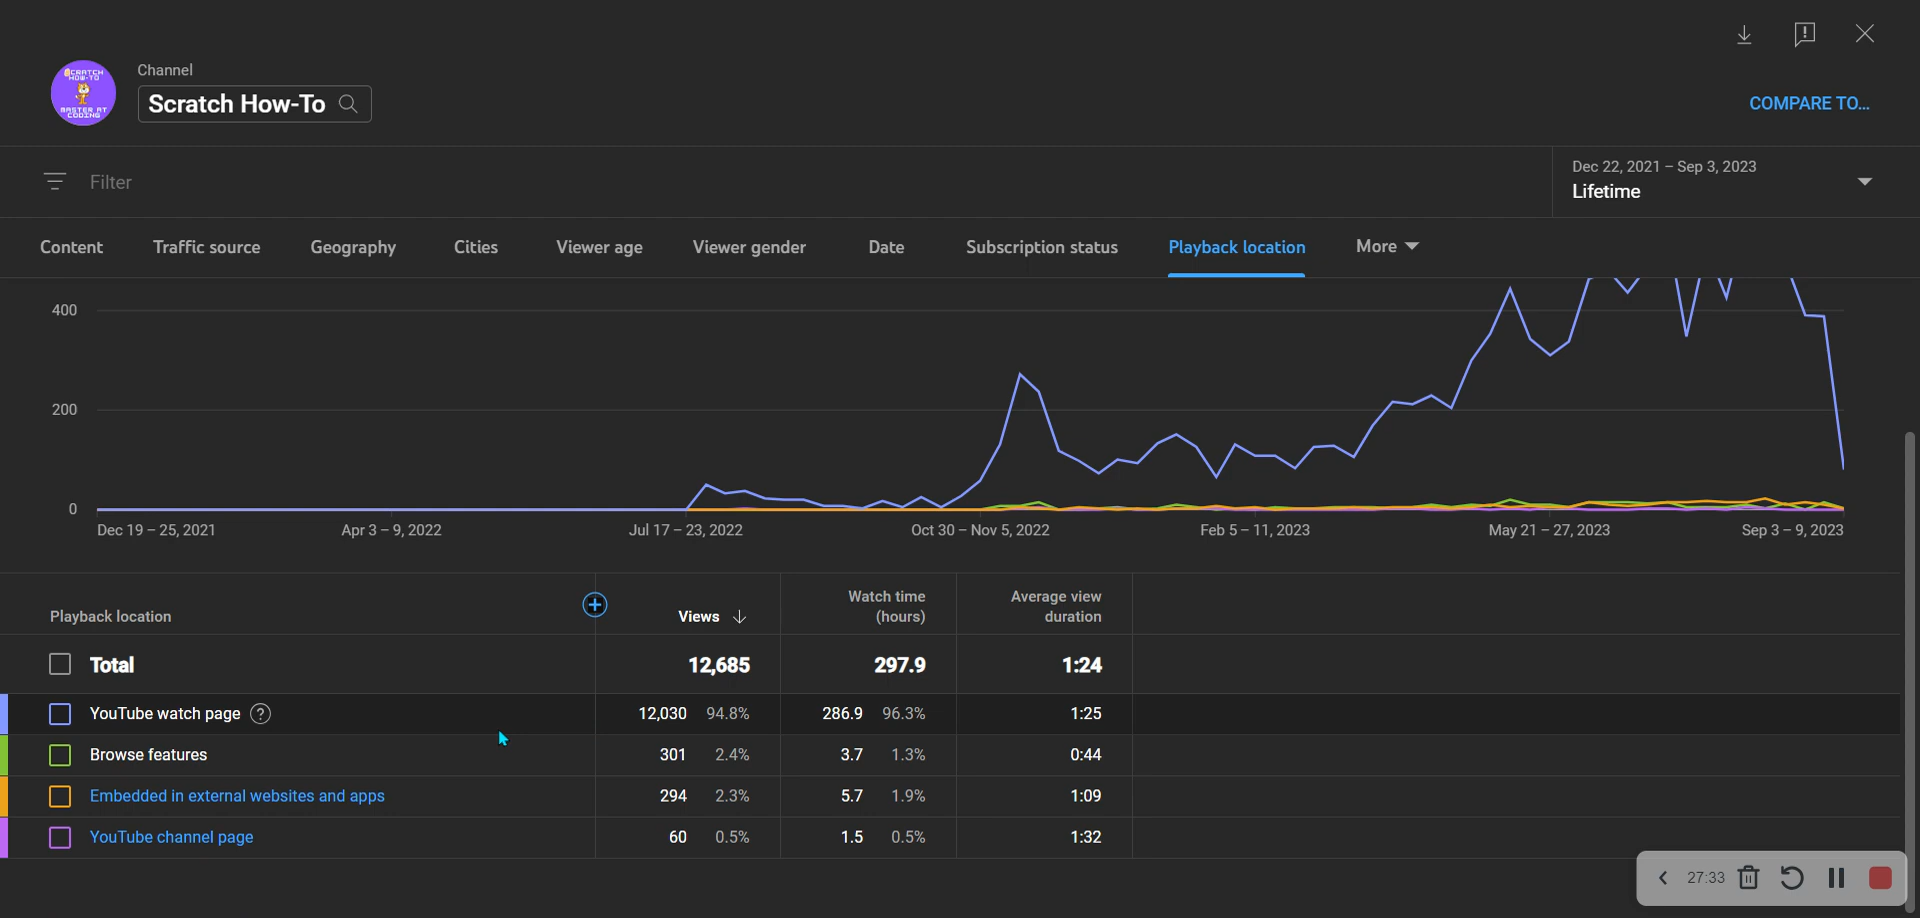 SCRATCH
HOW-TO
MASTER AT
CODING
Channel
Scratch How-To
COMPARE TO...
Filter
Dec 22, 2021 – Sep 3, 2023
Lifetime
Content Traffic source Geography Cities Viewer age Viewer gender Date Subscription status Playback location More
400
200
0
Dec 19 – 25, 2021 Apr 3 – 9, 2022 Jul 17 – 23, 2022 Oct 30 – Nov 5, 2022 Feb 5 – 11, 2023 May 21 – 27, 2023 Sep 3 – 9, 2023
Playback location Views Watch time (hours) Average view duration
Total 12,685 297.9 1:24
YouTube watch page ? 12,030 94.8% 286.9 96.3% 1:25
Browse features 301 2.4% 3.7 1.3% 0:44
Embedded in external websites and apps 294 2.3% 5.7 1.9% 1:09
YouTube channel page 60 0.5% 1.5 0.5% 1:32
27:33